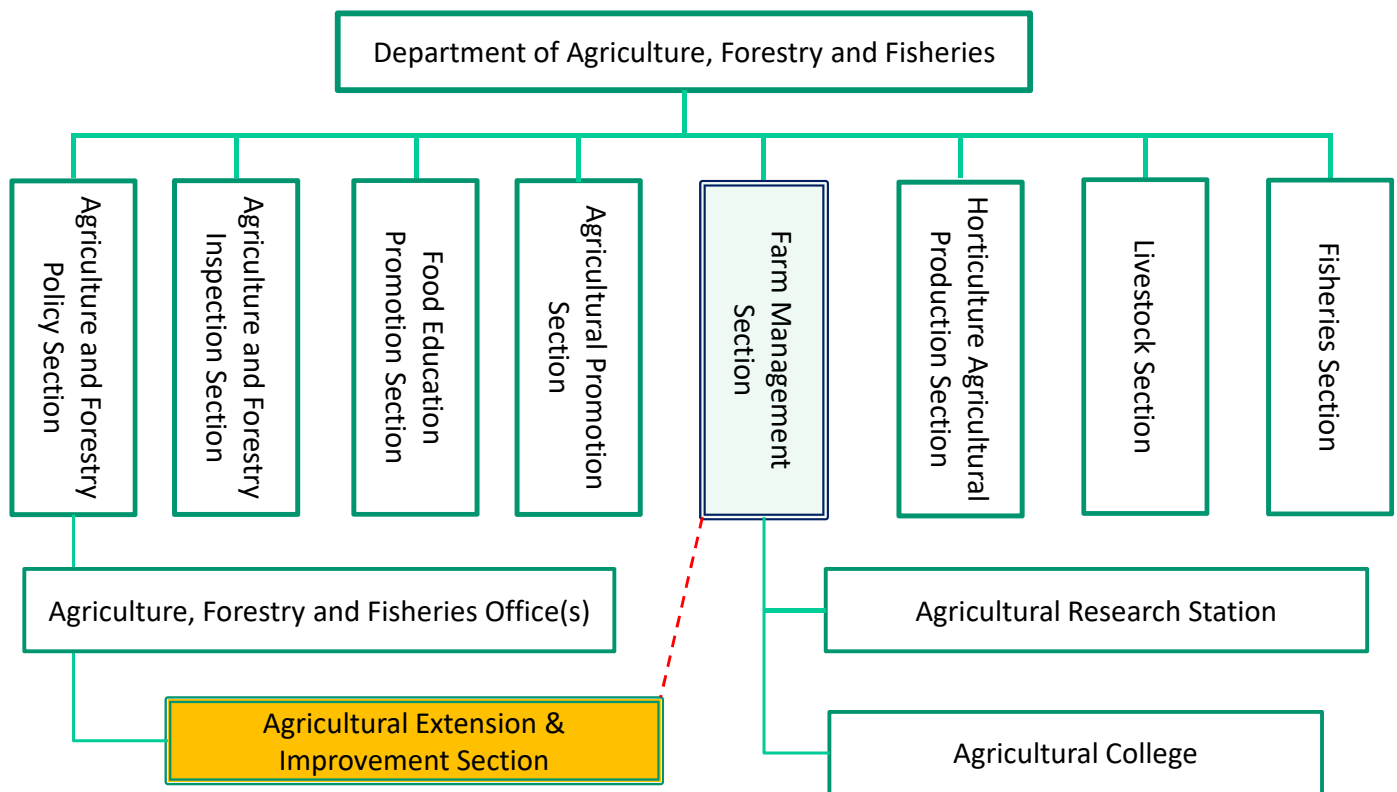 Department of Agriculture, Forestry and Fisheries
Agriculture and Forestry
Policy Section
Agriculture and Forestry
Inspection Section
Food Education
Promotion Section
Agricultural Promotion
Section
Farm Management
Section
Horticulture Agricultural
Production Section
Livestock Section
Fisheries Section
Agriculture, Forestry and Fisheries Office(s)
Agricultural Research Station
Agricultural Extension &
Improvement Section
Agricultural College